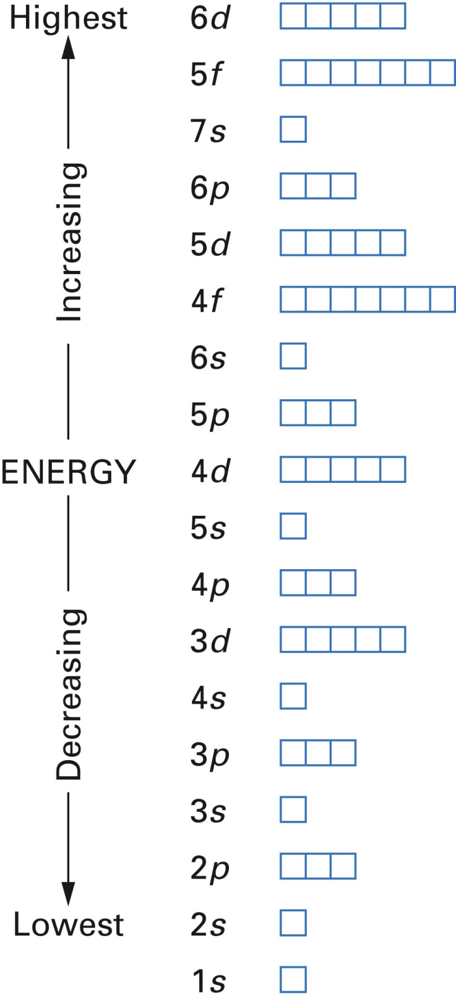 Highest 6d
5f
7s
6p
5d
Increasing
4f
6s
5p
ENERGY 4d
5s
4p
3d
Decreasing
4s
3p
3s
2p
Lowest 2s
1s